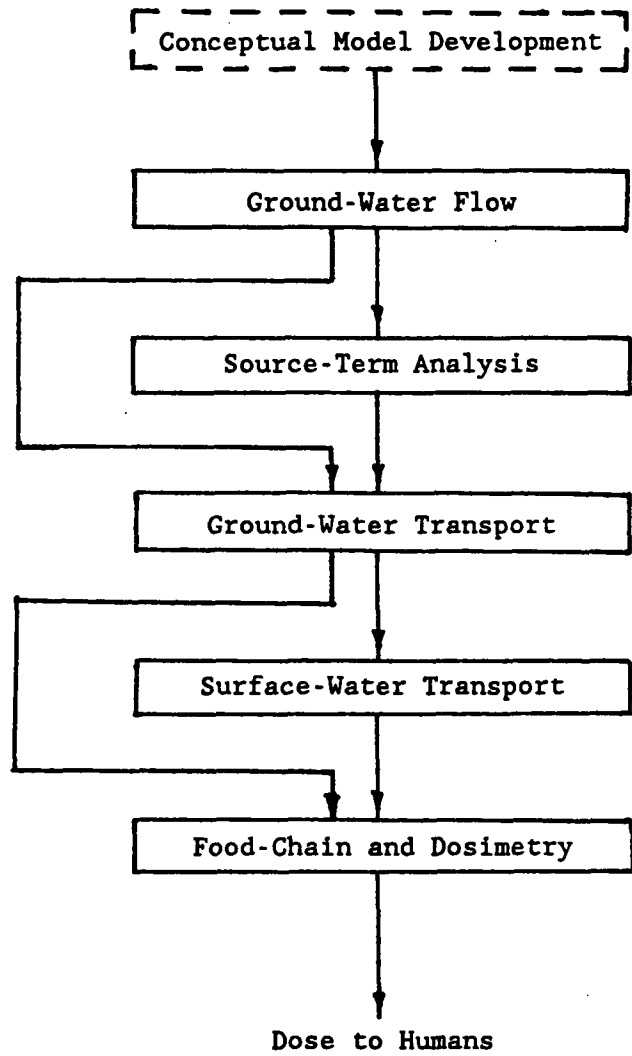 Conceptual Model Development
Ground-Water Flow
Source-Term Analysis
Ground-Water Transport
Surface-Water Transport
Food-Chain and Dosimetry
Dose to Humans